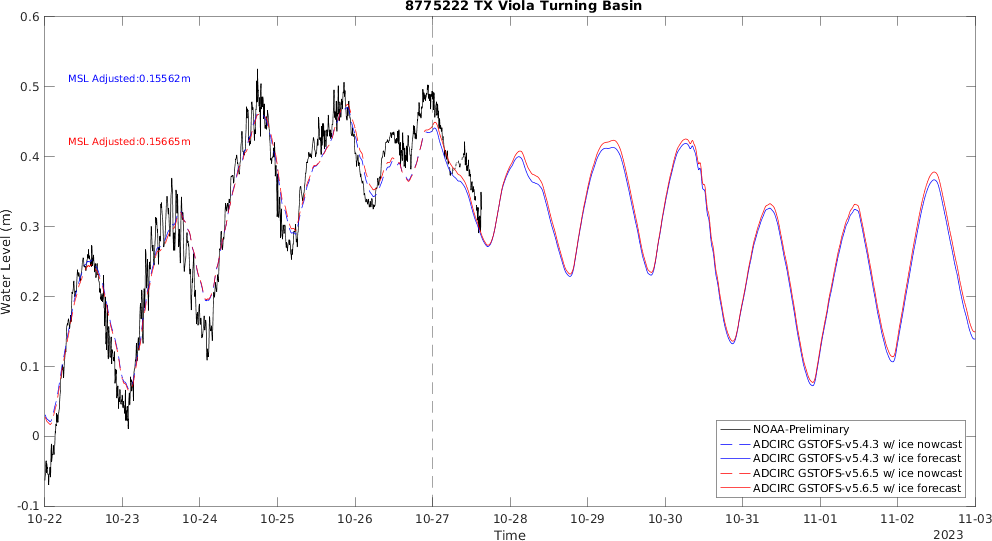 8775222 TX Viola Turning Basin
0.6
0.5
0.4
0.3
0.2
0.1
0
-0.1
Water Level (m)
MSL Adjusted:0.15562m
MSL Adjusted:0.15665m
NOAA-Preliminary
ADCIRC GSTOFS-v5.4.3 w/ ice nowcast
ADCIRC GSTOFS-v5.4.3 w/ ice forecast
ADCIRC GSTOFS-v5.6.5 w/ ice nowcast
ADCIRC GSTOFS-v5.6.5 w/ ice forecast
10-22 10-23 10-24 10-25 10-26 10-27 10-28 10-29 10-30 10-31 11-01 11-02 11-03
Time
2023